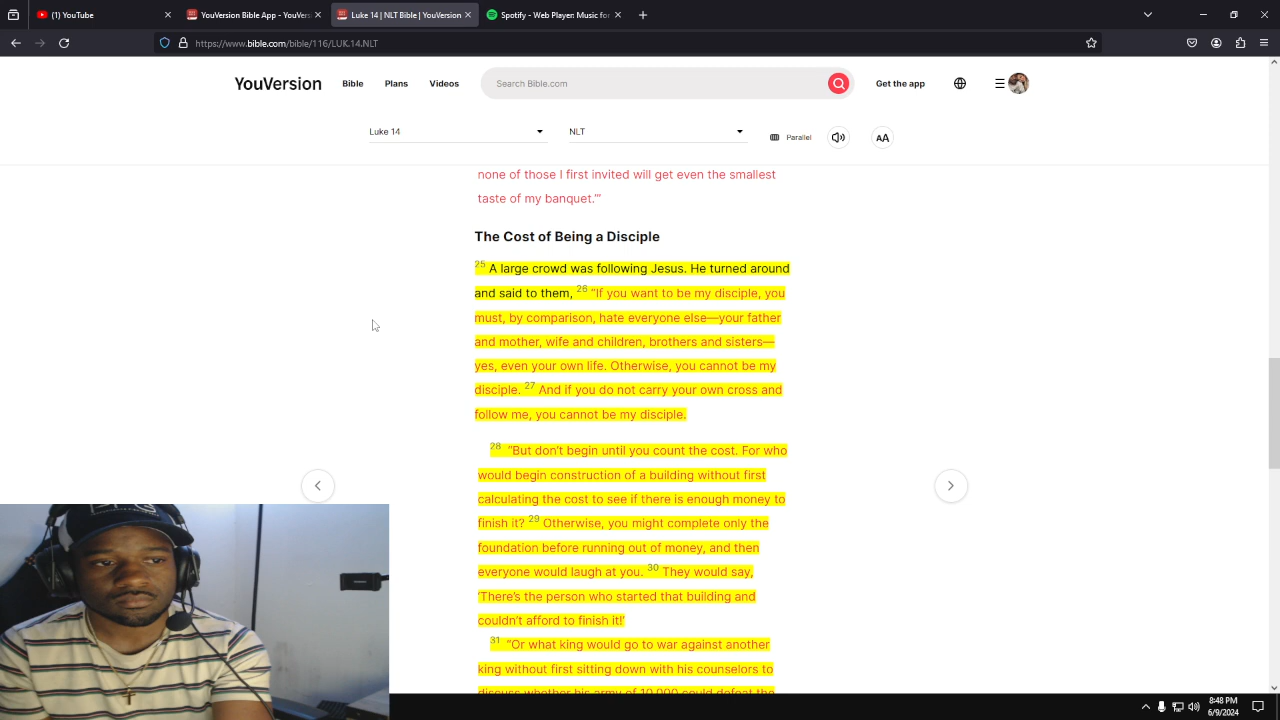 (1) YouTube
YouVersion Bible App - YouVersi
Luke 14 | NLT Bible | YouVersion
Spotify - Web Player: Music for
https://www.bible.com/bible/116/LUK.14.NLT
YouVersion Bible Plans Videos Search Bible.com Get the app
Luke 14 NLT Parallel AA
none of those I first invited will get even the smallest
taste of my banquet.’”
The Cost of Being a Disciple
25 A large crowd was following Jesus. He turned around
and said to them, 26 “If you want to be my disciple, you
must, by comparison, hate everyone else—your father
and mother, wife and children, brothers and sisters—
yes, even your own life. Otherwise, you cannot be my
disciple. 27 And if you do not carry your own cross and
follow me, you cannot be my disciple.
28 “But don’t begin until you count the cost. For who
would begin construction of a building without first
calculating the cost to see if there is enough money to
finish it? 29 Otherwise, you might complete only the
foundation before running out of money, and then
everyone would laugh at you. 30 They would say,
‘There’s the person who started that building and
couldn’t afford to finish it!’
31 “Or what king would go to war against another
king without first sitting down with his counselors to
discuss whether his army of 10,000 could defeat the
8:48 PM
6/9/2024